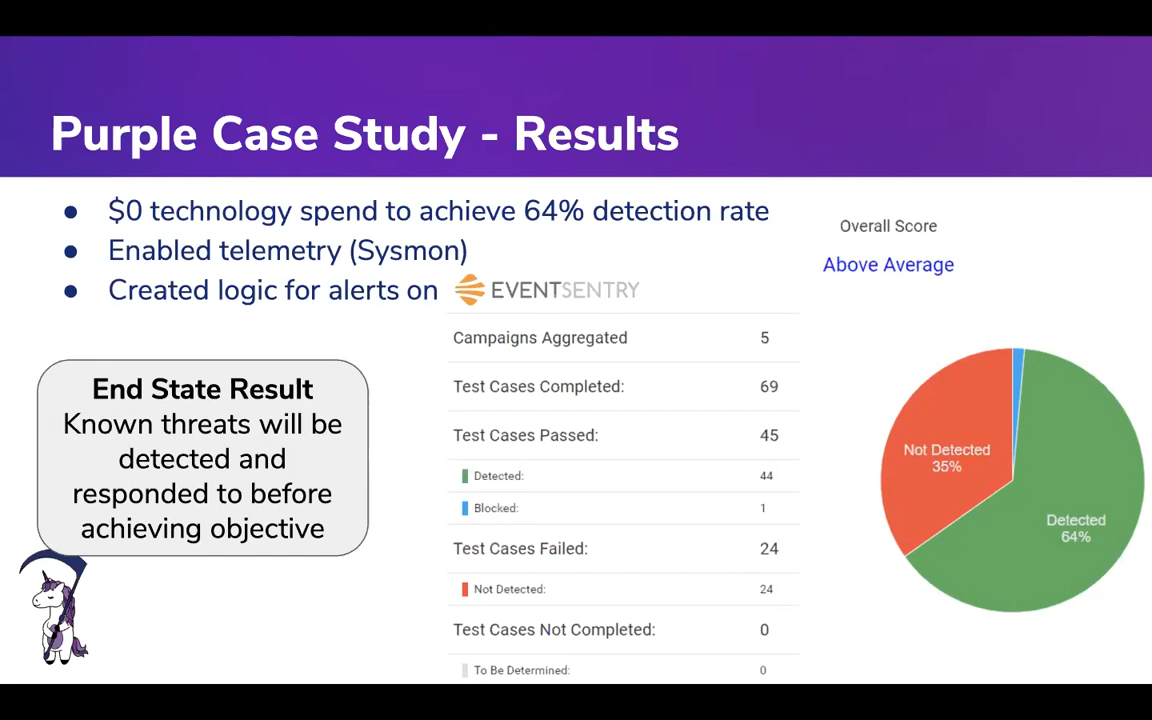 Purple Case Study - Results
● $0 technology spend to achieve 64% detection rate
● Enabled telemetry (Sysmon)
● Created logic for alerts on EVENTSENTRY
End State Result
Known threats will be
detected and
responded to before
achieving objective
Campaigns Aggregated 5
Test Cases Completed: 69
Test Cases Passed: 45
Detected: 44
Blocked: 1
Test Cases Failed: 24
Not Detected: 24
Test Cases Not Completed: 0
To Be Determined: 0
Overall Score
Above Average
Not Detected
35%
Detected
64%